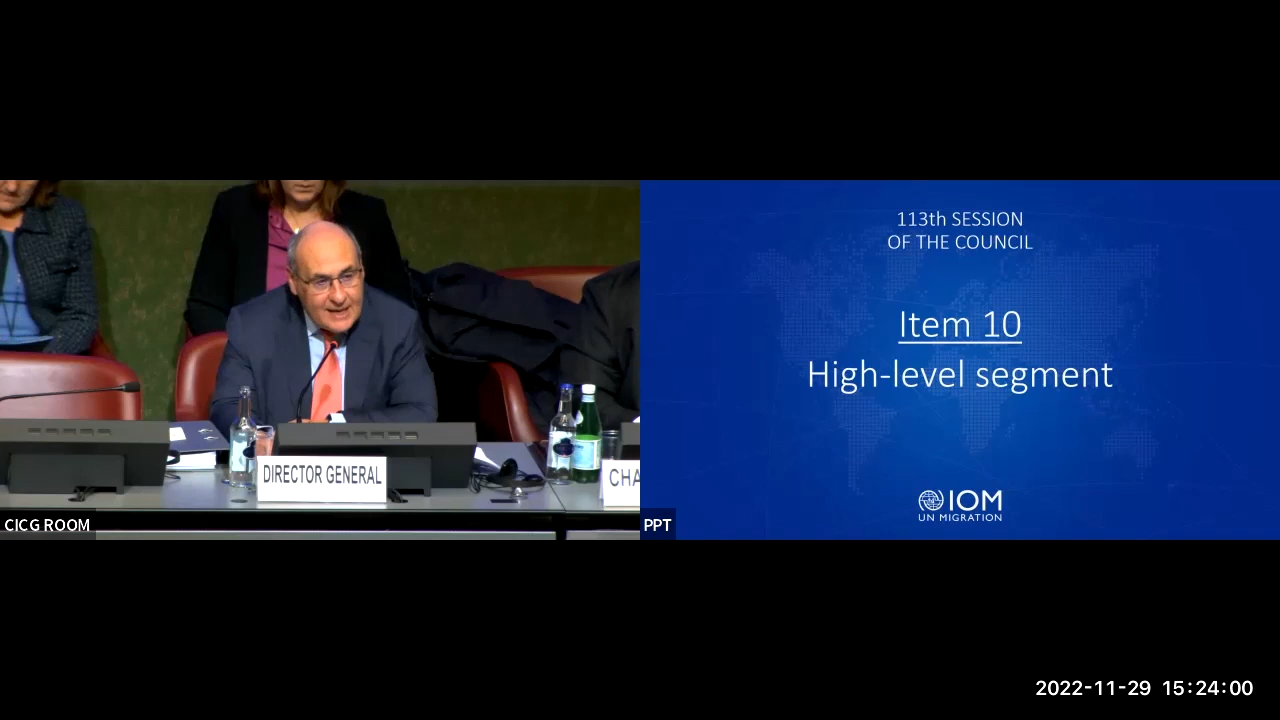 DIRECTOR GENERAL
CHA
CICG ROOM
113th SESSION
OF THE COUNCIL
Item 10
High-level segment
IOM
UN MIGRATION
PPT
2022-11-29 15:24:00